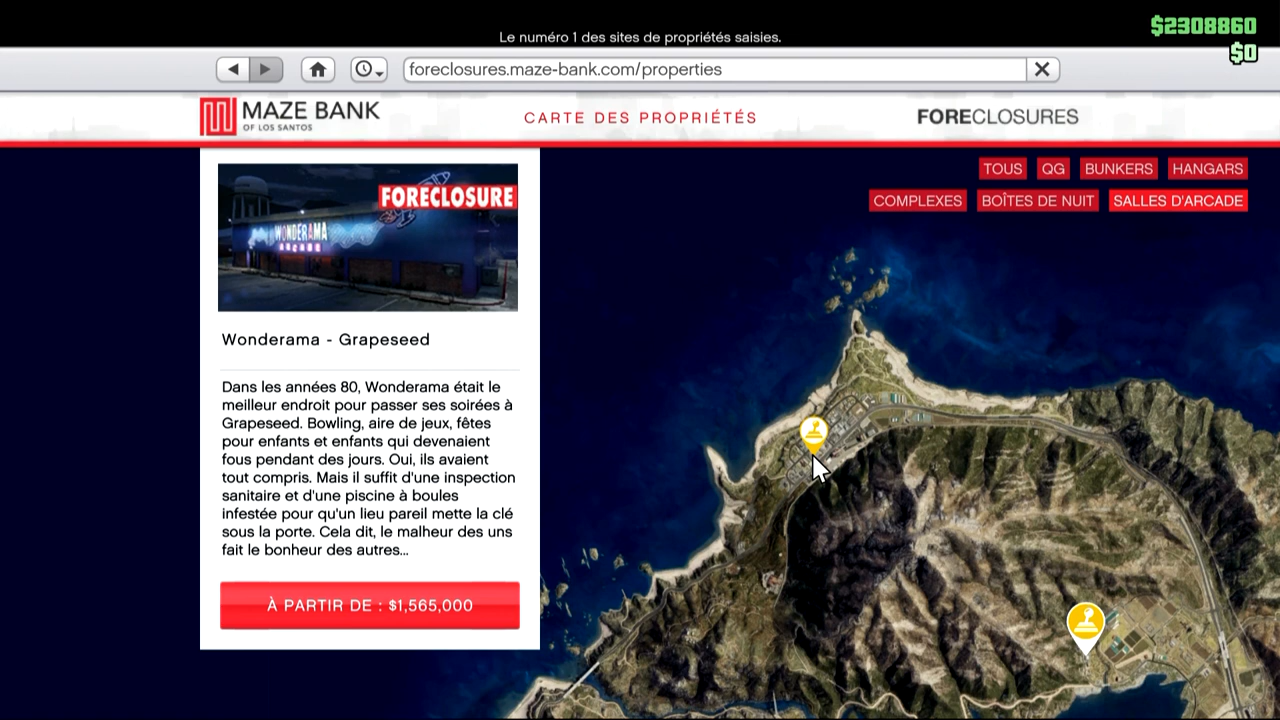 Le numéro 1 des sites de propriétés saisies.
$2308860
$0
foreclosures.maze-bank.com/properties
MAZE BANK
OF LOS SANTOS
CARTE DES PROPRIÉTÉS
FORECLOSURES
TOUS
QG
BUNKERS
HANGARS
COMPLEXES
BOÎTES DE NUIT
SALLES D'ARCADE
FORECLOSURE
WONDERAMA
ARCADE
Wonderama - Grapeseed
Dans les années 80, Wonderama était le
meilleur endroit pour passer ses soirées à
Grapeseed. Bowling, aire de jeux, fêtes
pour enfants et enfants qui devenaient
fous pendant des jours. Oui, ils avaient
tout compris. Mais il suffit d'une inspection
sanitaire et d'une piscine à boules
infestée pour qu'un lieu pareil mette la clé
sous la porte. Cela dit, le malheur des uns
fait le bonheur des autres...
À PARTIR DE : $1,565,000